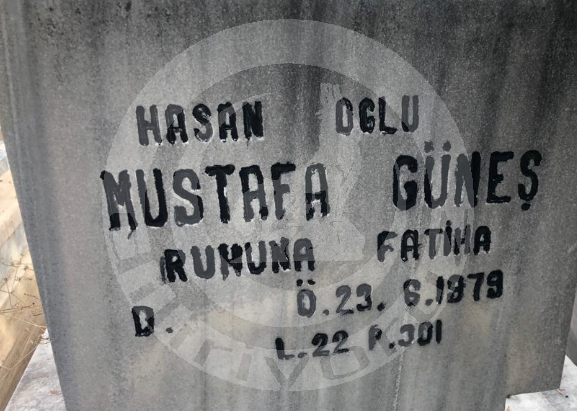 HASAN OGLU
MUSTAFA GÜNEŞ
RUHUNA FATİHA
D. Ö.23.6.1979
L.22 P.301